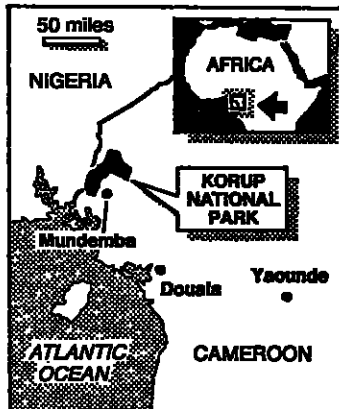 50 miles
NIGERIA
AFRICA
KORUP
NATIONAL
PARK
Mundemba
Douala
Yaounde
ATLANTIC
OCEAN
CAMEROON